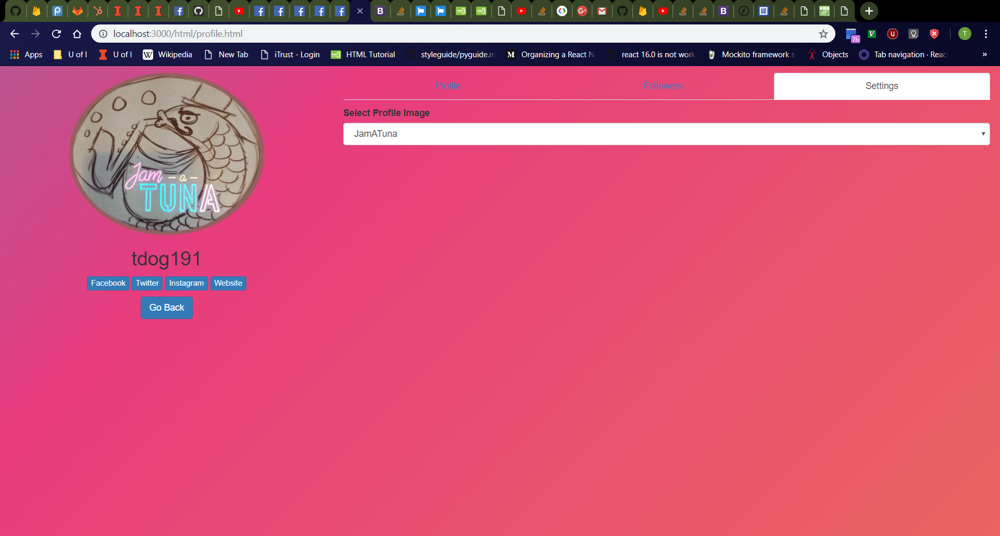 localhost:3000/html/profile.html
7h
T
Apps
U of I
U of I
Wikipedia
New Tab
iTrust - Login
HTML Tutorial
styleguide/pyguide.m
Organizing a React N
react 16.0 is not work
Mockito framework si
Objects
Tab navigation · Reac
»
Profile
Followers
Settings
Select Profile Image
JamATuna
Jam - a -
TUNA
tdog191
Facebook Twitter Instagram Website
Go Back